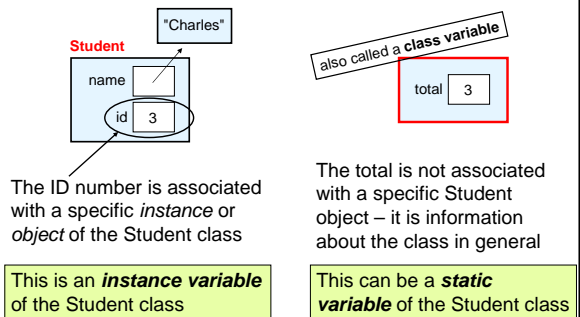 "Charles"
Student
name
id 3
The ID number is associated
with a specific instance or
object of the Student class
This is an instance variable
of the Student class
also called a class variable
total 3
The total is not associated
with a specific Student
object – it is information
about the class in general
This can be a static
variable of the Student class